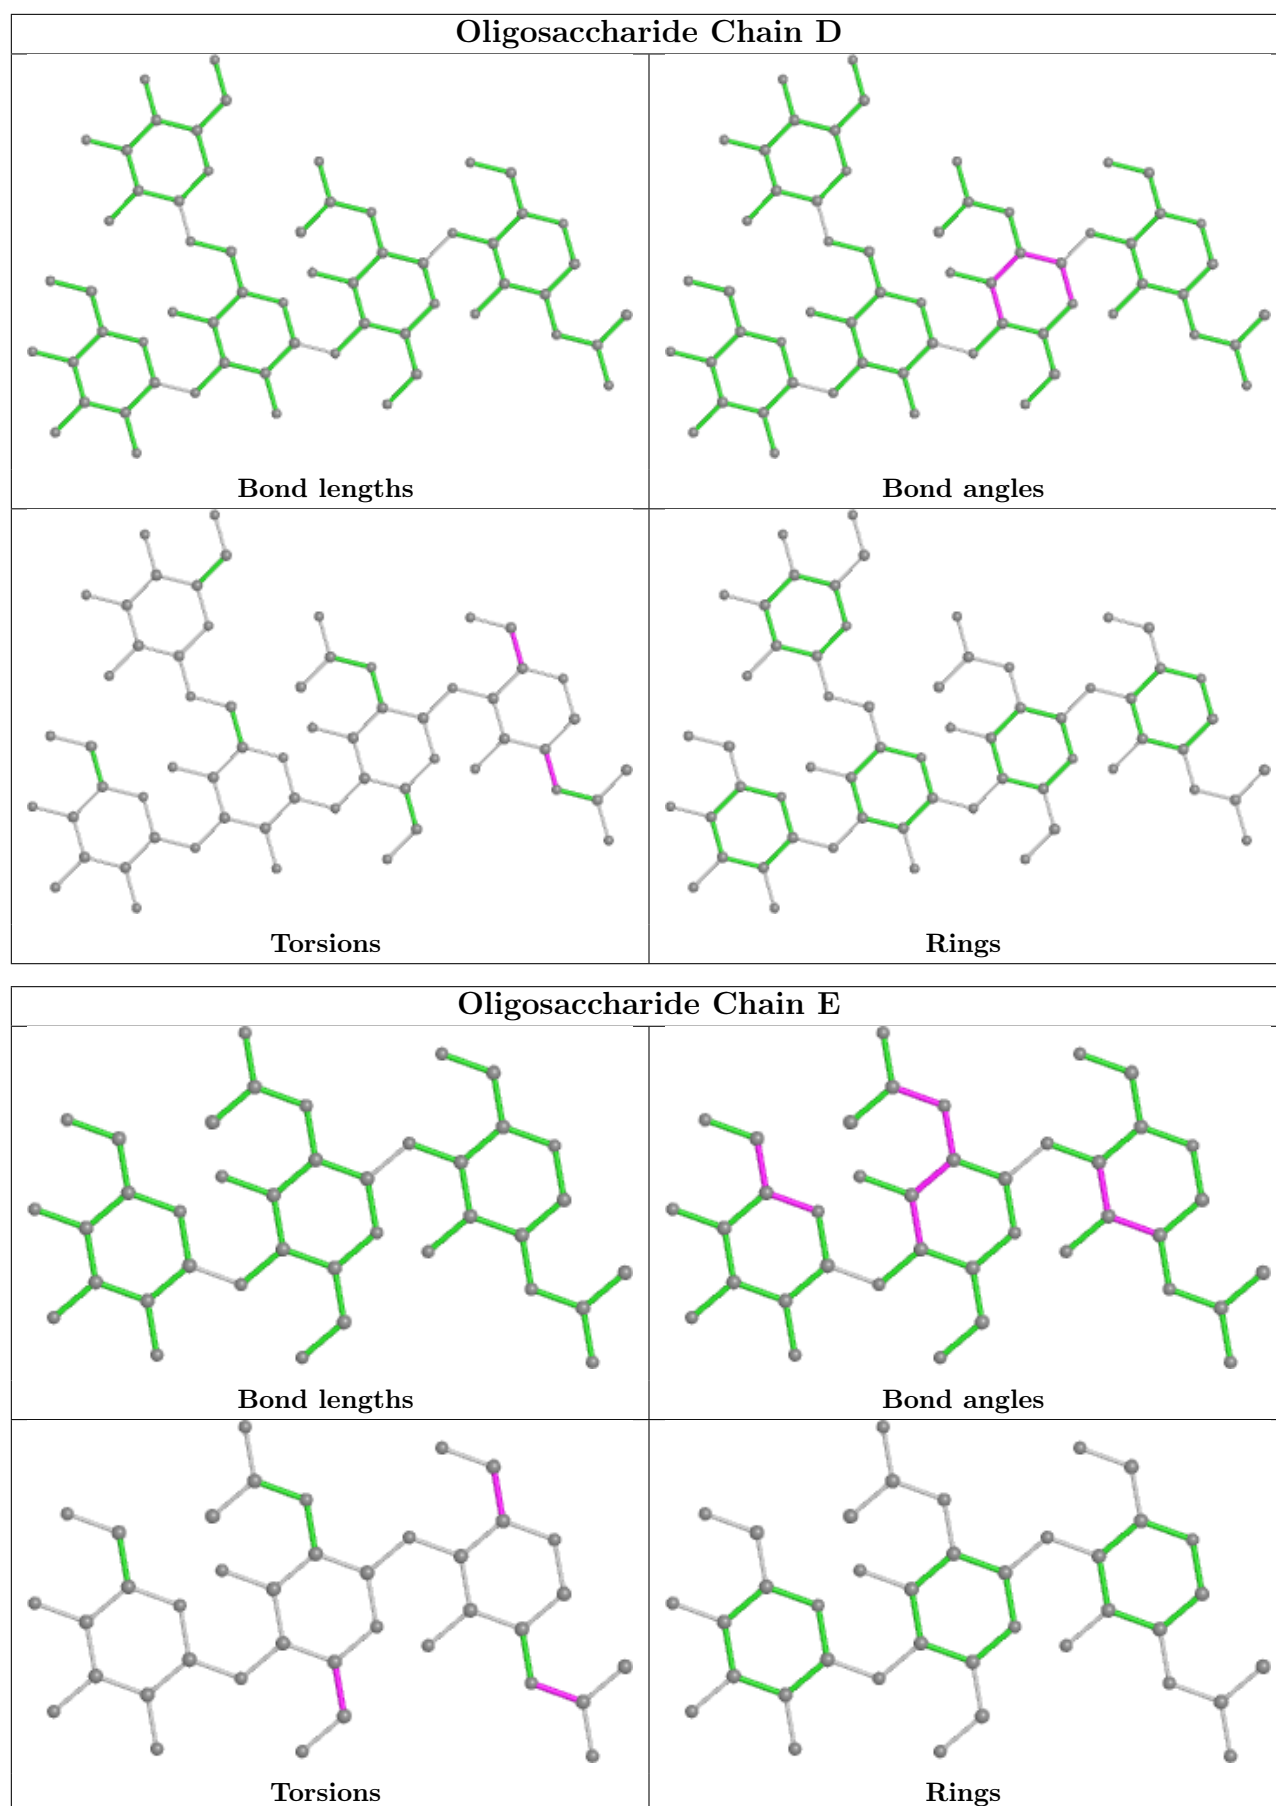 Oligosaccharide Chain D
Bond lengths
Bond angles
Torsions
Rings
Oligosaccharide Chain E
Bond lengths
Bond angles
Torsions
Rings